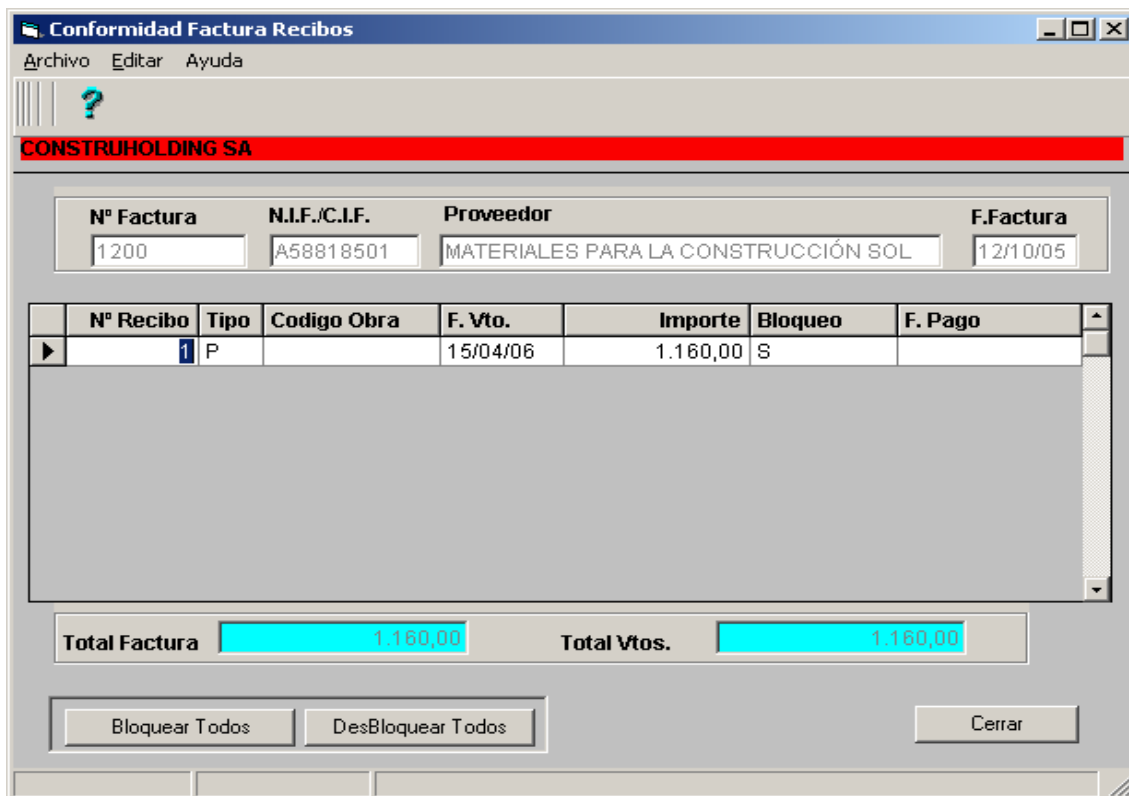 Conformidad Factura Recibos
Archivo Editar Ayuda
?
CONSTRUHOLDING SA
Nº Factura N.I.F./C.I.F. Proveedor F.Factura
1200 A58818501 MATERIALES PARA LA CONSTRUCCIÓN SOL 12/10/05
Nº Recibo Tipo Codigo Obra F. Vto. Importe Bloqueo F. Pago
1 P 15/04/06 1.160,00 S
Total Factura 1.160,00 Total Vtos. 1.160,00
Bloquear Todos DesBloquear Todos Cerrar